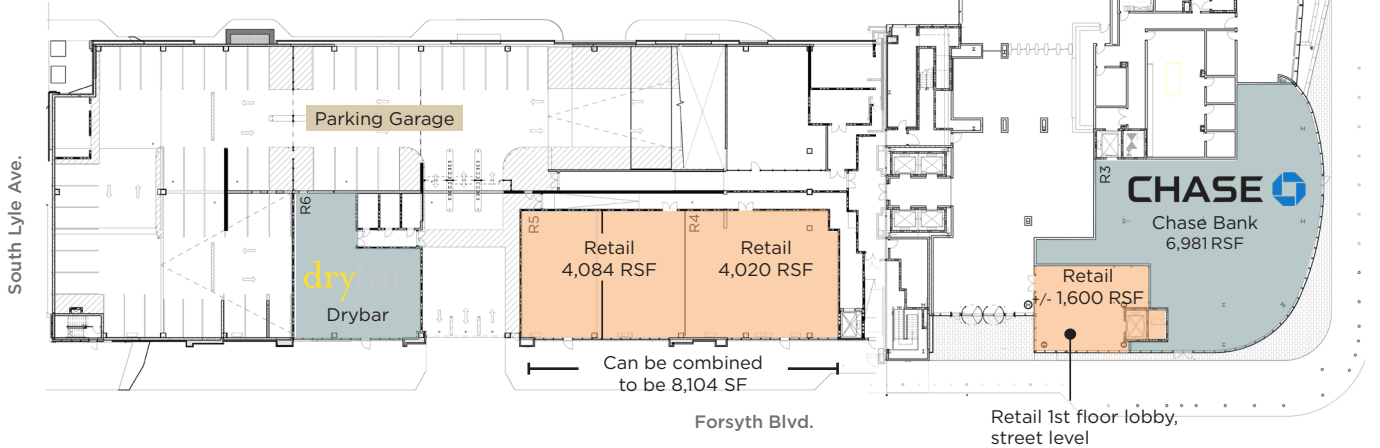 South Lyle Ave.
Parking Garage
R6
drybar
Drybar
R5
Retail
4,084 RSF
R4
Retail
4,020 RSF
Can be combined
to be 8,104 SF
Forsyth Blvd.
R3
CHASE
Chase Bank
6,981 RSF
Retail
+/- 1,600 RSF
Retail 1st floor lobby,
street level